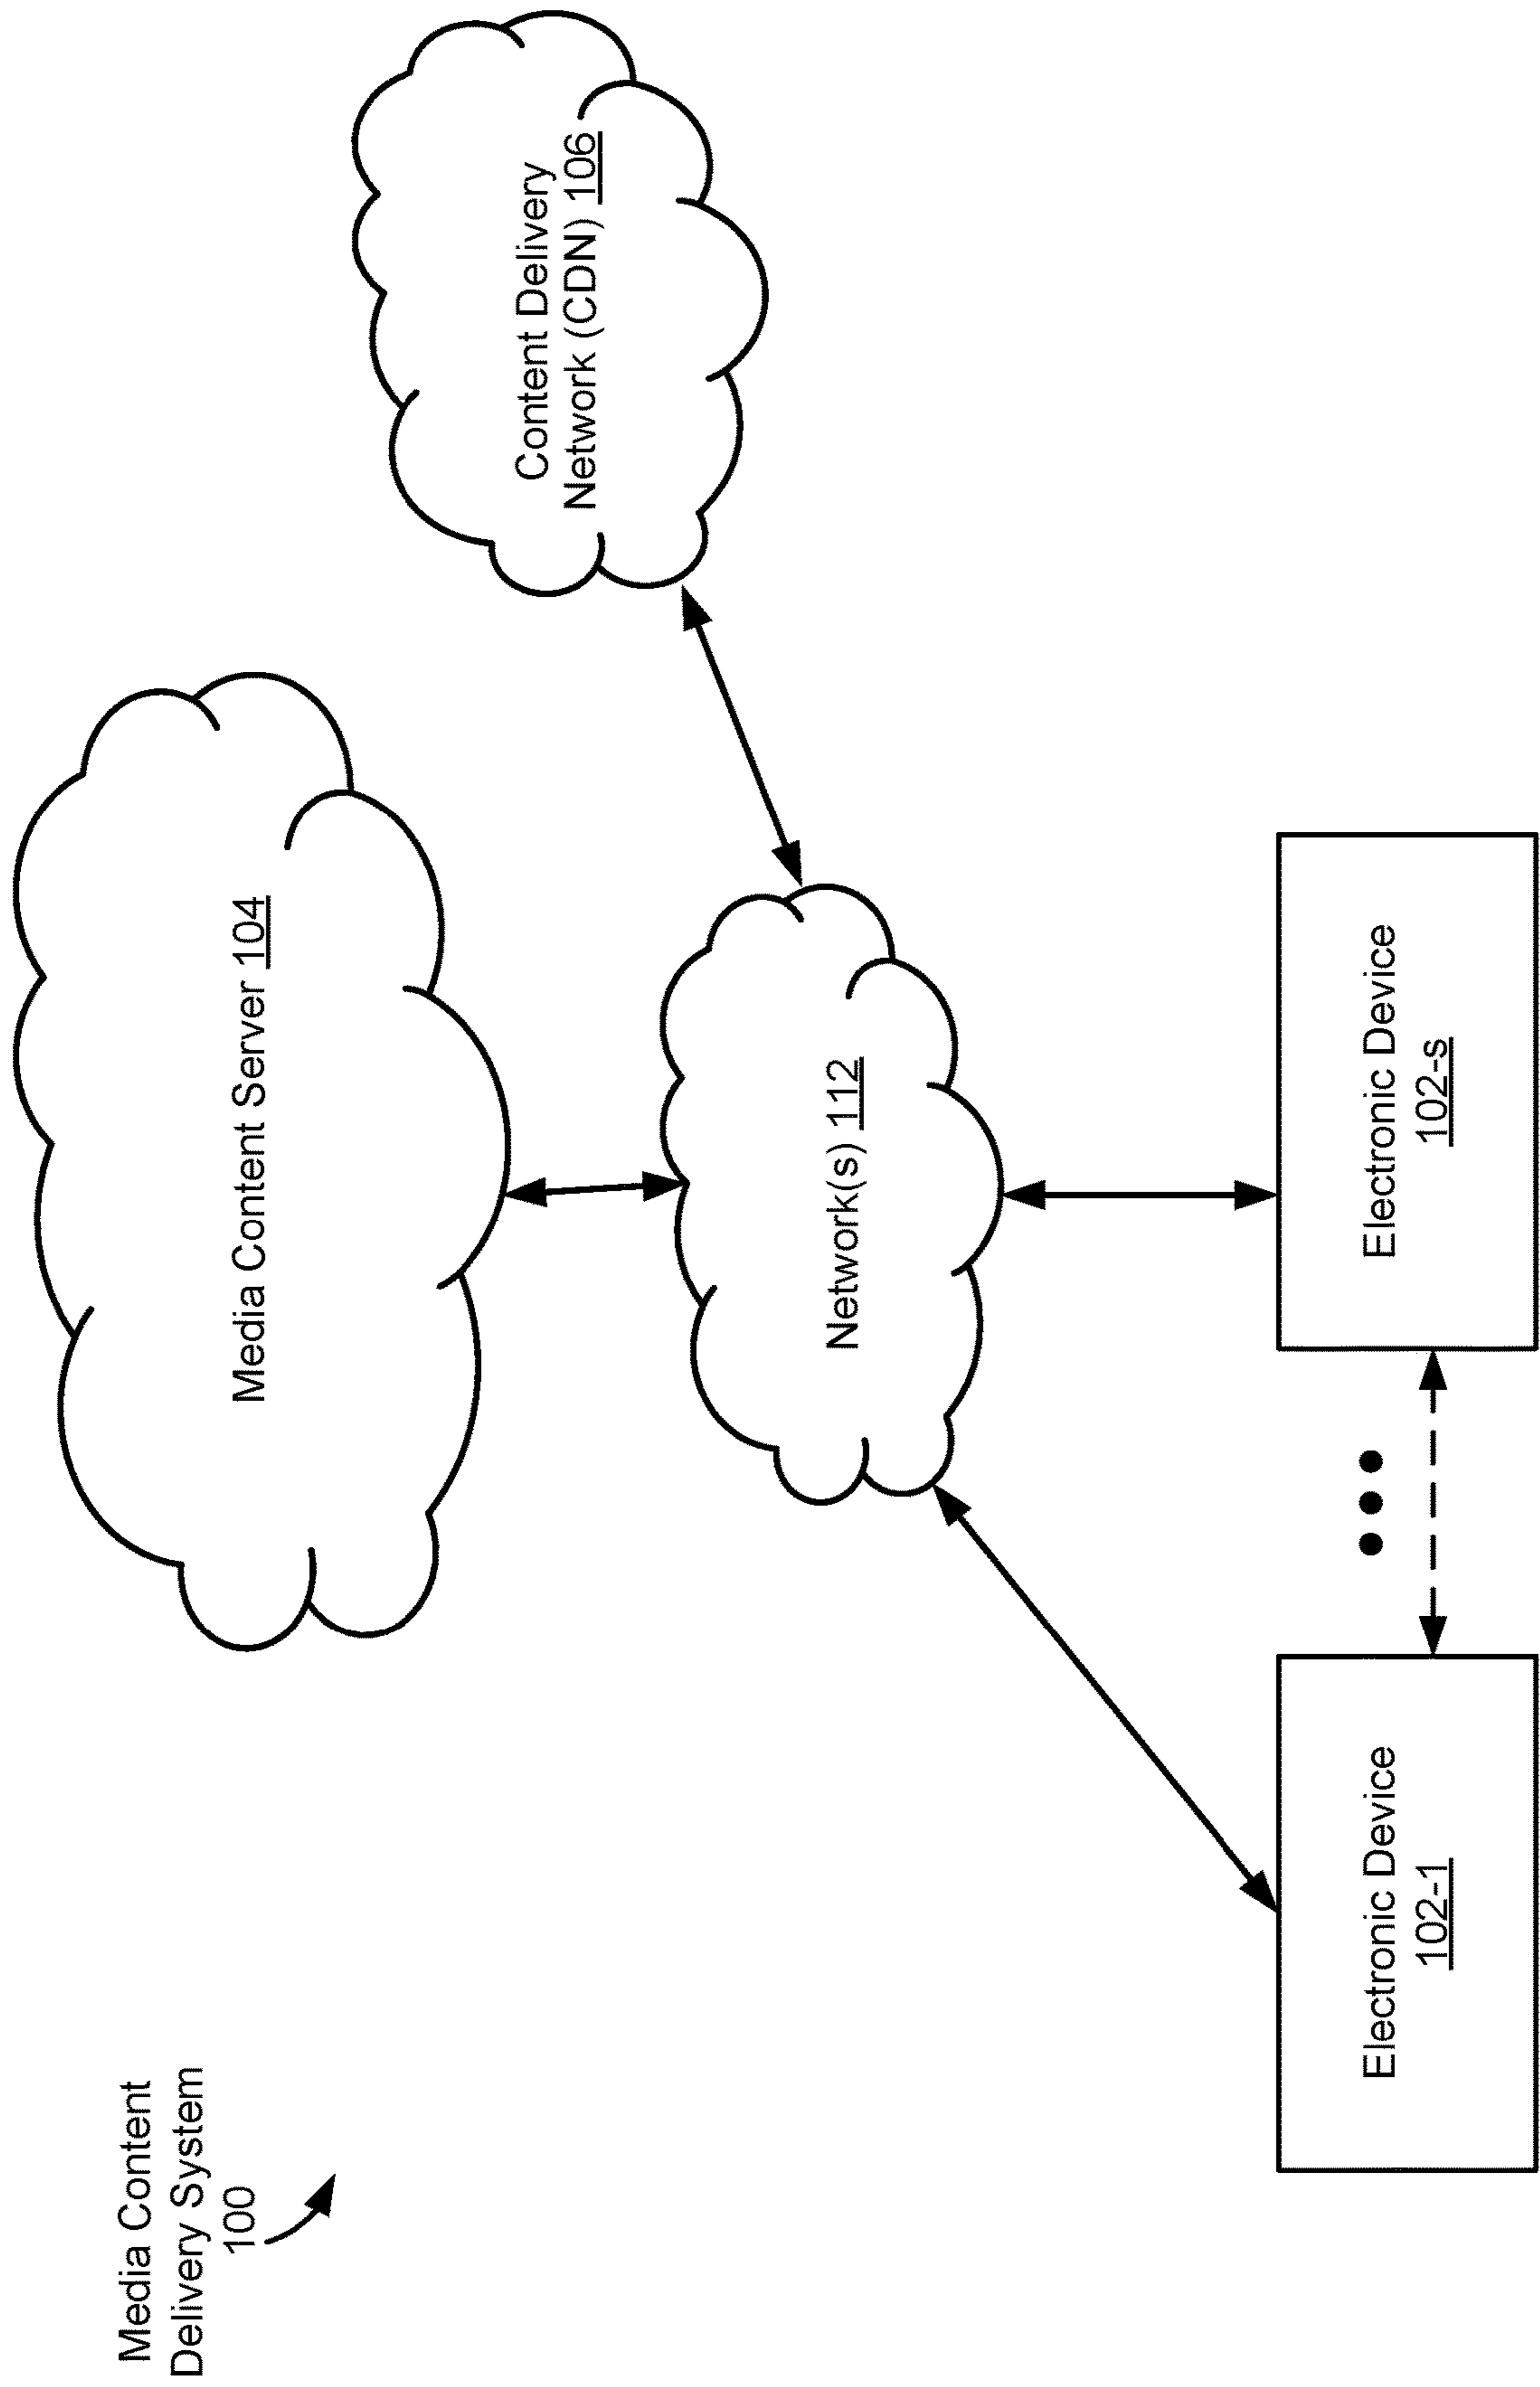 Media Content
Delivery System
100
Media Content Server 104
Content Delivery
Network (CDN) 106
Network(s) 112
Electronic Device
102-1
Electronic Device
102-s